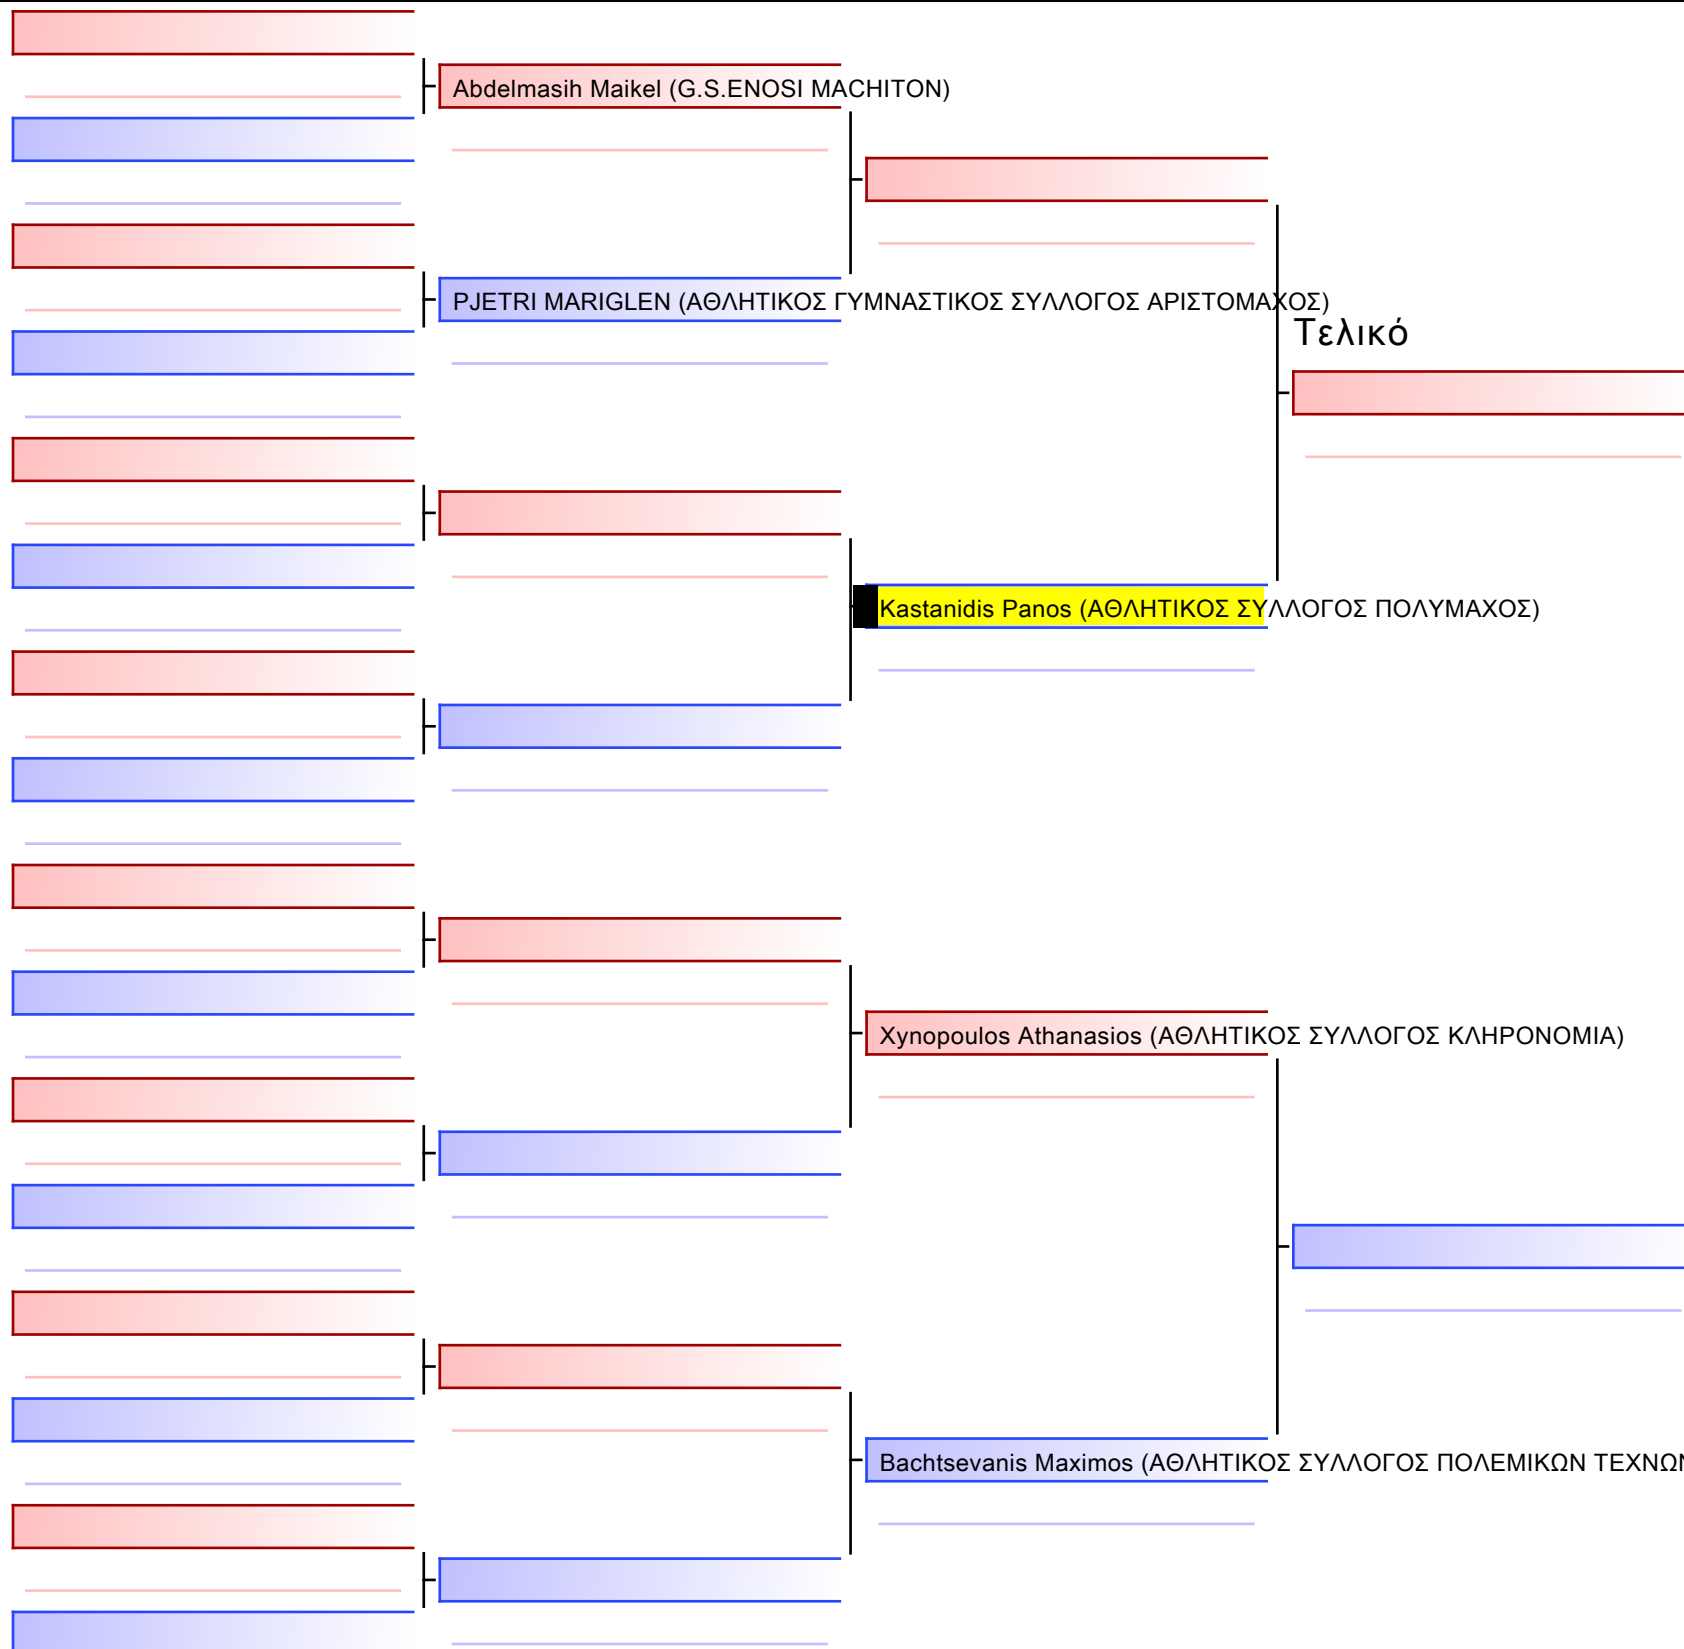 Abdelmasih Maikel (G.S.ENOSI MACHITON)
PJETRI MARIGLEN (ΑΘΛΗΤΙΚΟΣ ΓΥΜΝΑΣΤΙΚΟΣ ΣΥΛΛΟΓΟΣ ΑΡΙΣΤΟΜΑΧΟΣ)
Τελικό
Kastanidis Panos (ΑΘΛΗΤΙΚΟΣ ΣΥΛΛΟΓΟΣ ΠΟΛΥΜΑΧΟΣ)
Xynopoulos Athanasios (ΑΘΛΗΤΙΚΟΣ ΣΥΛΛΟΓΟΣ ΚΛΗΡΟΝΟΜΙΑ)
Bachtsevanis Maximos (ΑΘΛΗΤΙΚΟΣ ΣΥΛΛΟΓΟΣ ΠΟΛΕΜΙΚΩΝ ΤΕΧΝΩΝ